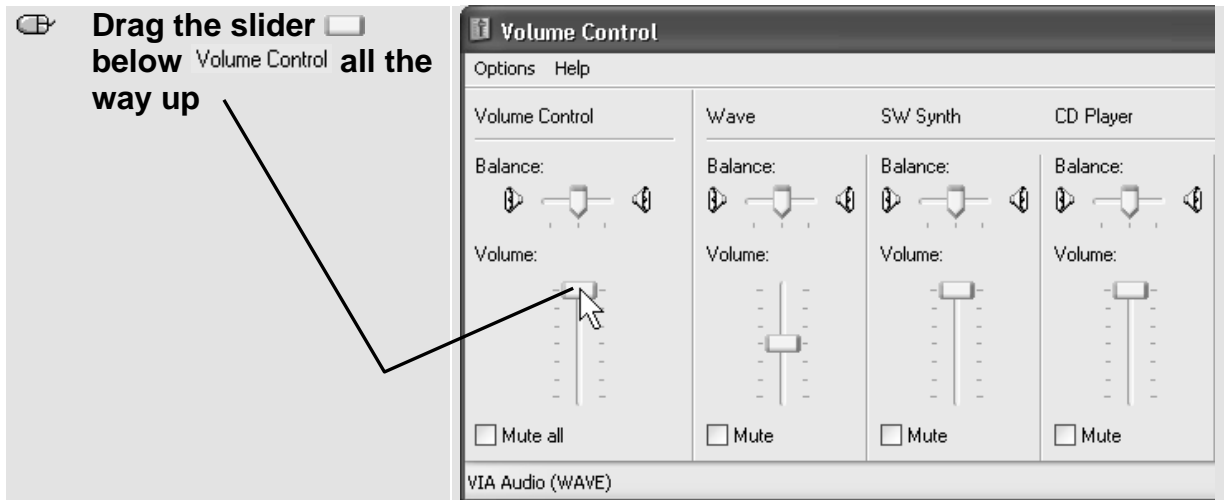 Drag the slider
below Volume Control all the
way up
Volume Control
Options Help
Volume Control Wave SW Synth CD Player
Balance: Balance: Balance: Balance:
Volume: Volume: Volume: Volume:
Mute all Mute Mute Mute
VIA Audio (WAVE)